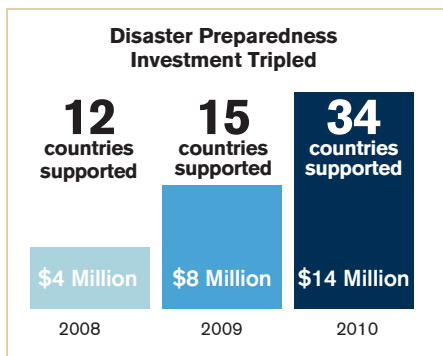 Disaster Preparedness
Investment Tripled
12
countries
supported
15
countries
supported
34
countries
supported
$4 Million
$8 Million
$14 Million
2008
2009
2010